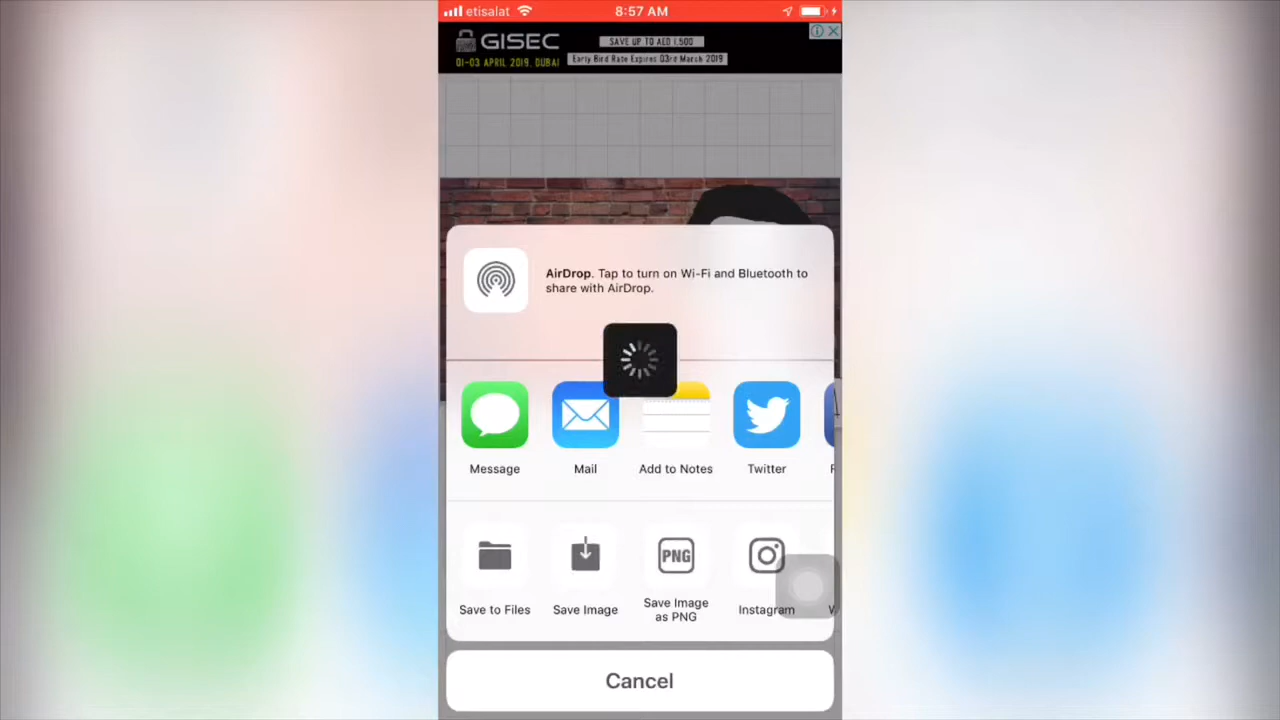 etisalat
8:57 AM
GISEC
SAVE UP TO AED 1,500
01-03 APRIL 2019, DUBAI
Early Bird Rate Expires 03rd March 2019
AirDrop. Tap to turn on Wi-Fi and Bluetooth to
share with AirDrop.
Message
Mail
Add to Notes
Twitter
PNG
Save to Files
Save Image
Save Image
as PNG
Instagram
Cancel